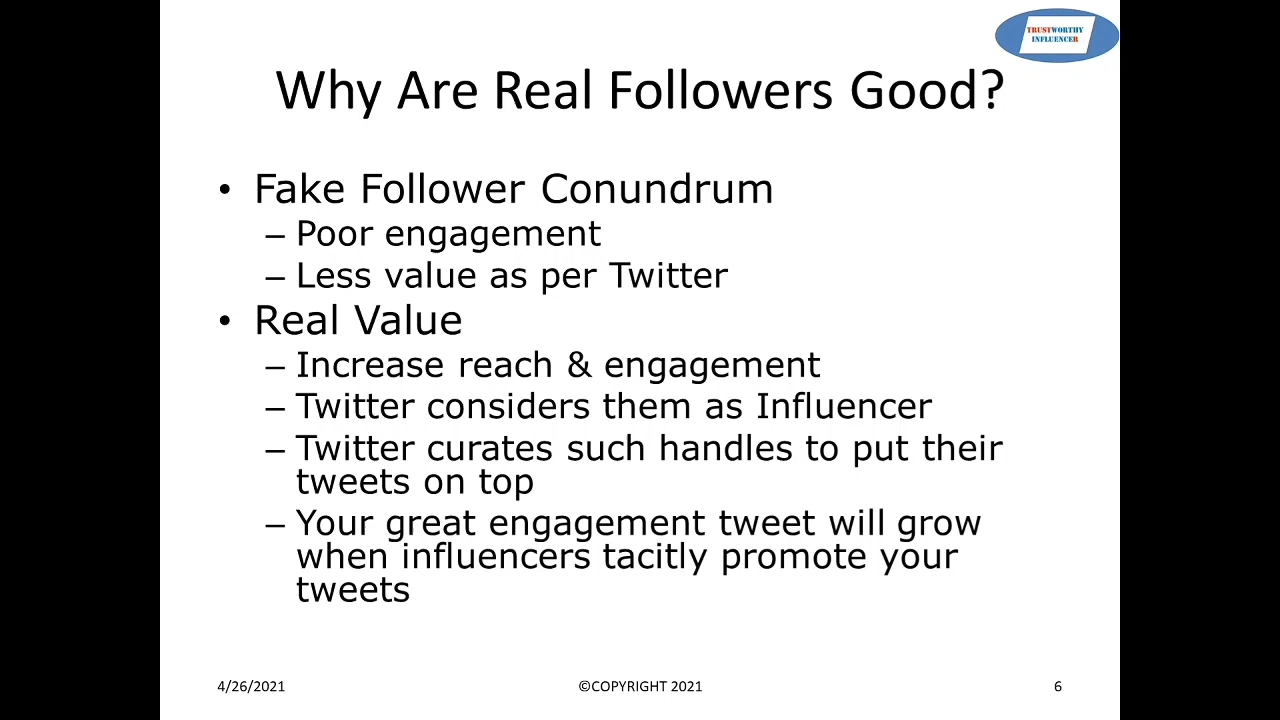 TRUSTWORTHY
INFLUENCER
Why Are Real Followers Good?
• Fake Follower Conundrum
– Poor engagement
– Less value as per Twitter
• Real Value
– Increase reach & engagement
– Twitter considers them as Influencer
– Twitter curates such handles to put their
tweets on top
– Your great engagement tweet will grow
when influencers tacitly promote your
tweets
4/26/2021
©COPYRIGHT 2021
6